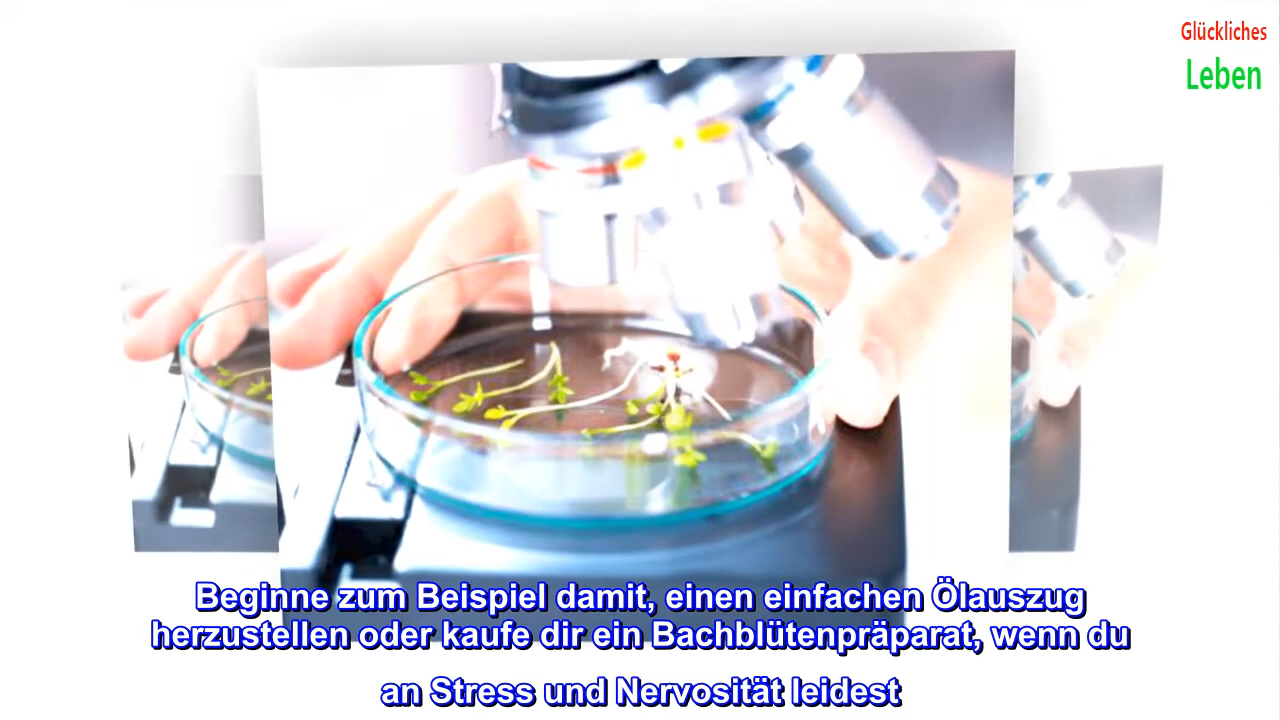 Glückliches
Leben
Beginne zum Beispiel damit, einen einfachen Ölauszug
herzustellen oder kaufe dir ein Bachblütenpräparat, wenn du
an Stress und Nervosität leidest